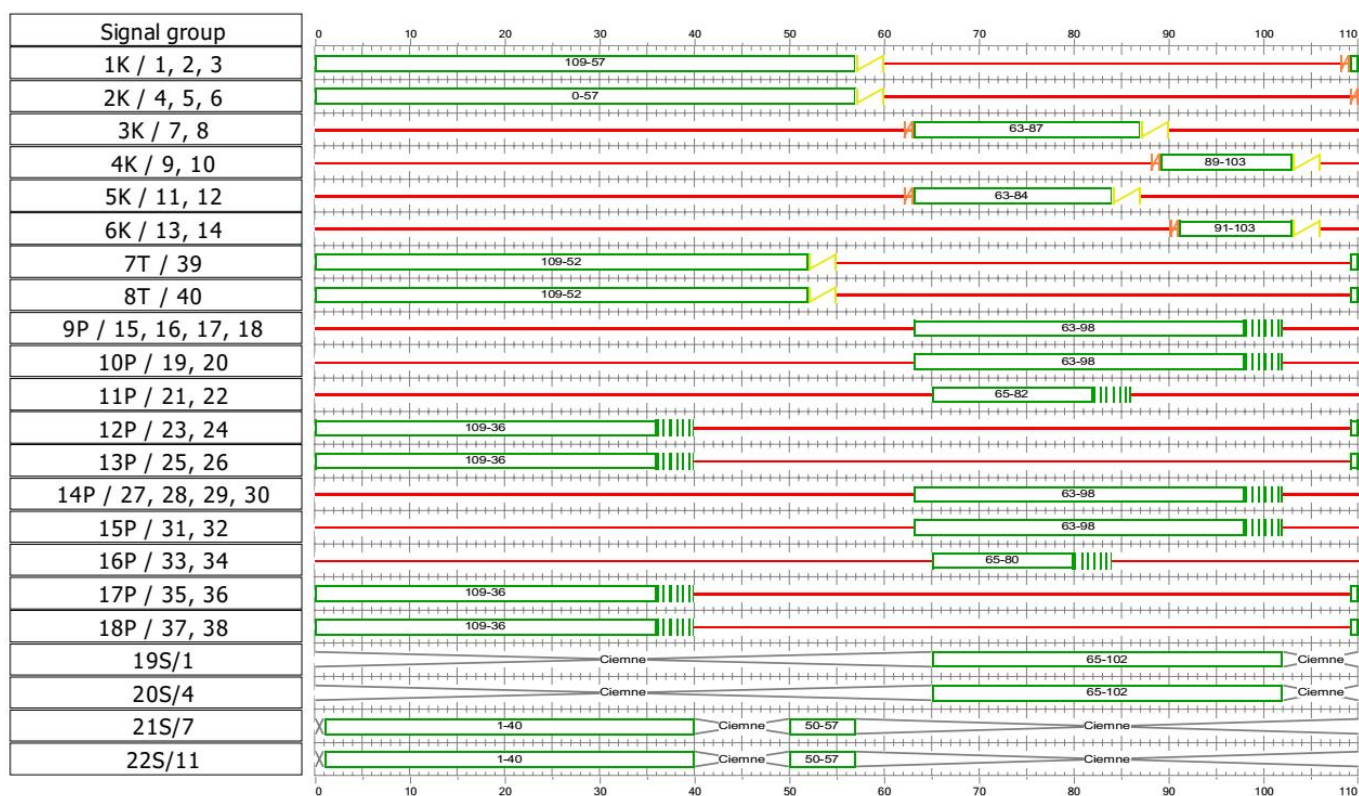 Signal group 0 10 20 30 40 50 60 70 80 90 100 110
1K / 1, 2, 3 109-57
2K / 4, 5, 6 0-57
3K / 7, 8 63-87
4K / 9, 10 89-103
5K / 11, 12 63-84
6K / 13, 14 91-103
7T / 39 109-52
8T / 40 109-52
9P / 15, 16, 17, 18 63-98
10P / 19, 20 63-98
11P / 21, 22 65-82
12P / 23, 24 109-36
13P / 25, 26 109-36
14P / 27, 28, 29, 30 63-98
15P / 31, 32 63-98
16P / 33, 34 65-80
17P / 35, 36 109-36
18P / 37, 38 109-36
19S/1 Ciemne 65-102 Ciemne
20S/4 Ciemne 65-102 Ciemne
21S/7 1-40 Ciemne 50-57 Ciemne
22S/11 1-40 Ciemne 50-57 Ciemne
0 10 20 30 40 50 60 70 80 90 100 110